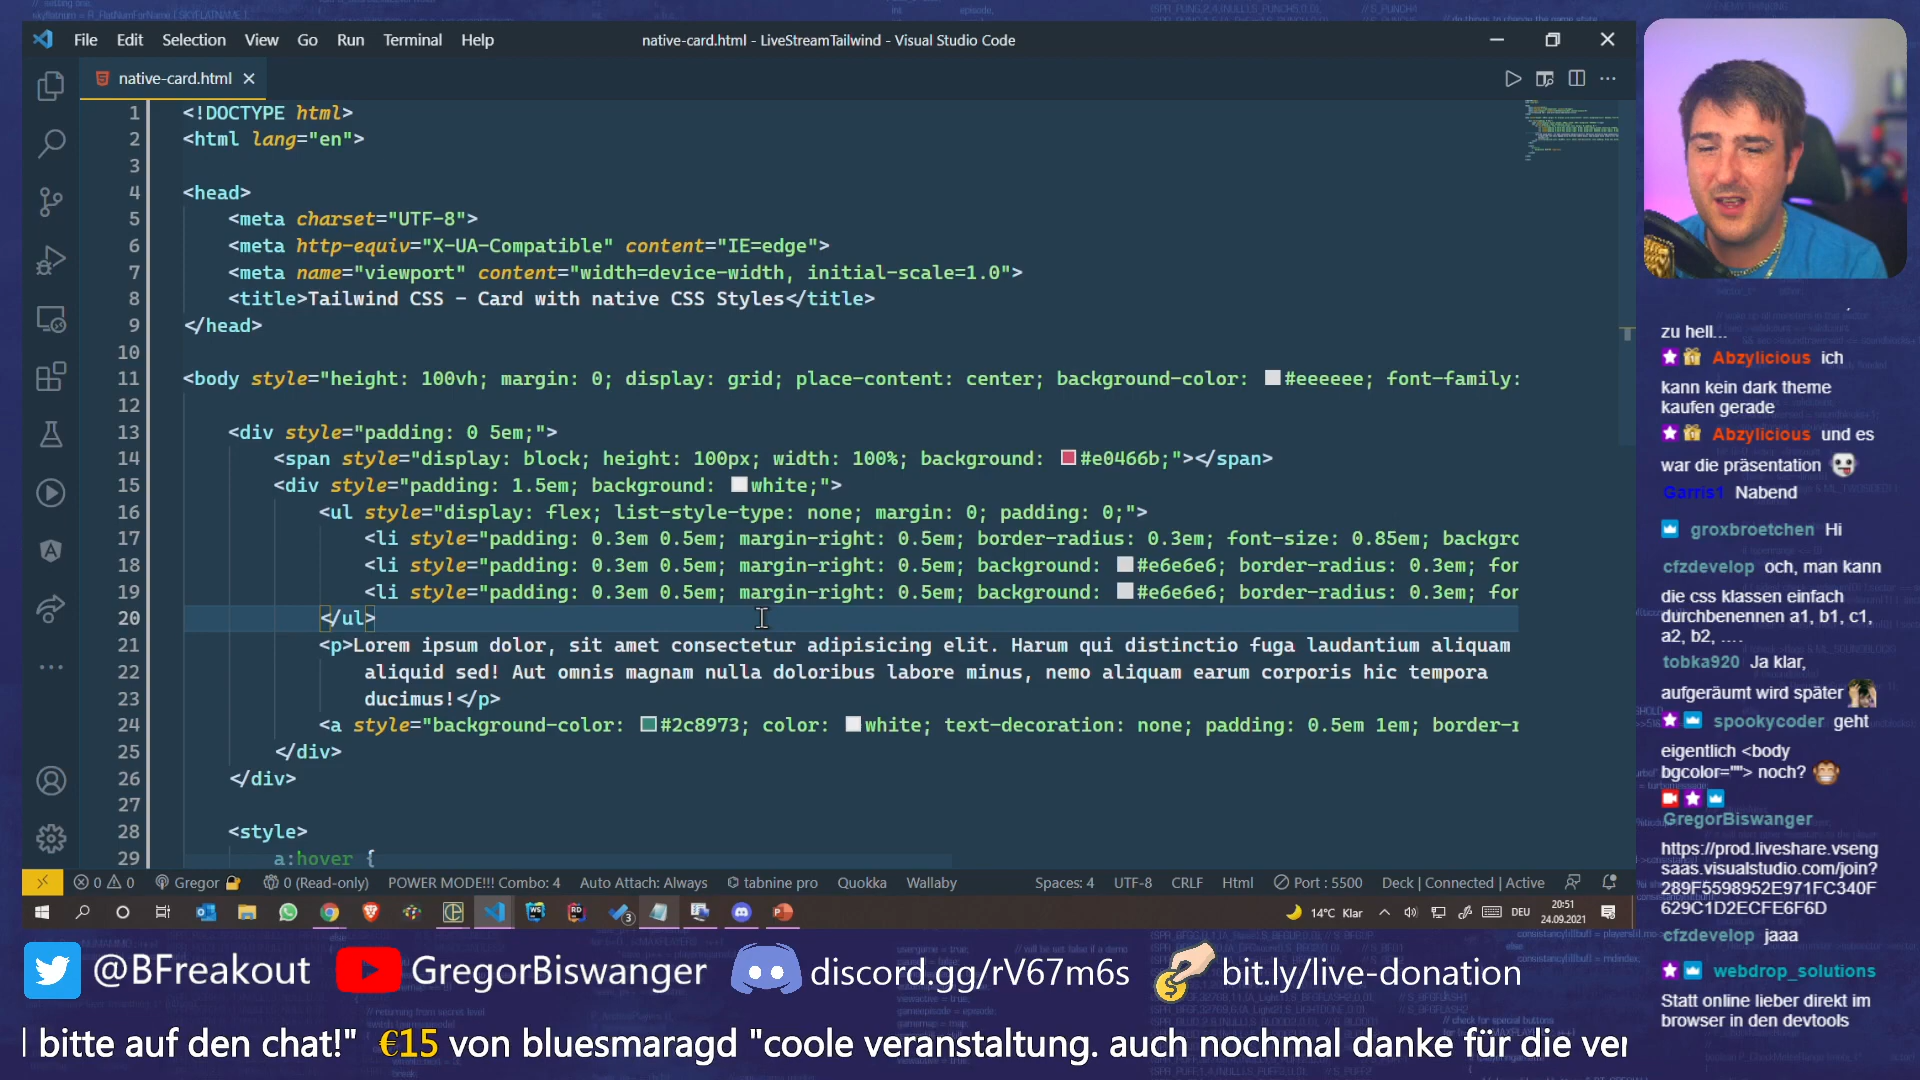 File Edit Selection View Go Run Terminal Help
native-card.html - LiveStreamTailwind - Visual Studio Code
native-card.html
1 <!DOCTYPE html>
2 <html lang="en">
3
4 <head>
5 <meta charset="UTF-8">
6 <meta http-equiv="X-UA-Compatible" content="IE=edge">
7 <meta name="viewport" content="width=device-width, initial-scale=1.0">
8 <title>Tailwind CSS - Card with native CSS Styles</title>
9 </head>
10
11 <body style="height: 100vh; margin: 0; display: grid; place-content: center; background-color: #eeeeee; font-family:
12
13 <div style="padding: 0 5em;">
14 <span style="display: block; height: 100px; width: 100%; background: #e0466b;"></span>
15 <div style="padding: 1.5em; background: white;">
16 <ul style="display: flex; list-style-type: none; margin: 0; padding: 0;">
17 <li style="padding: 0.3em 0.5em; margin-right: 0.5em; border-radius: 0.3em; font-size: 0.85em; backgro
18 <li style="padding: 0.3em 0.5em; margin-right: 0.5em; background: #e6e6e6; border-radius: 0.3em; for
19 <li style="padding: 0.3em 0.5em; margin-right: 0.5em; background: #e6e6e6; border-radius: 0.3em; for
20 </ul>
21 <p>Lorem ipsum dolor, sit amet consectetur adipisicing elit. Harum qui distinctio fuga laudantium aliquam
22 aliquid sed! Aut omnis magnam nulla doloribus labore minus, nemo aliquam earum corporis hic tempora
23 ducimus!</p>
24 <a style="background-color: #2c8973; color: white; text-decoration: none; padding: 0.5em 1em; border-r
25 </div>
26 </div>
27
28 <style>
29 a:hover {
0 0 Gregor 0 (Read-only) POWER MODE!!! Combo: 4 Auto Attach: Always tabnine pro Quokka Wallaby Spaces: 4 UTF-8 CRLF Html Port : 5500 Deck | Connected | Active
3 14°C Klar DEU 20:51
24.09.2021
zu hell...
Abzylicious ich
kann kein dark theme
kaufen gerade
Abzylicious und es
war die präsentation
Garris1 Nabend
groxbroetchen Hi
cfzdevelop och, man kann
die css klassen einfach
durchbenennen a1, b1, c1,
a2, b2, ....
tobka920 Ja klar,
aufgeräumt wird später
spookycoder geht
eigentlich <body
bgcolor=""> noch?
GregorBiswanger
https://prod.liveshare.vseng
saas.visualstudio.com/join?
289F5598952E971FC340F
629C1D2ECFE6F6D
cfzdevelop jaaa
webdrop_solutions
Statt online lieber direkt im
browser in den devtools
@BFreakout GregorBiswanger discord.gg/rV67m6s bit.ly/live-donation
bitte auf den chat!" €15 von bluesmaragd "coole veranstaltung. auch nochmal danke für die ver